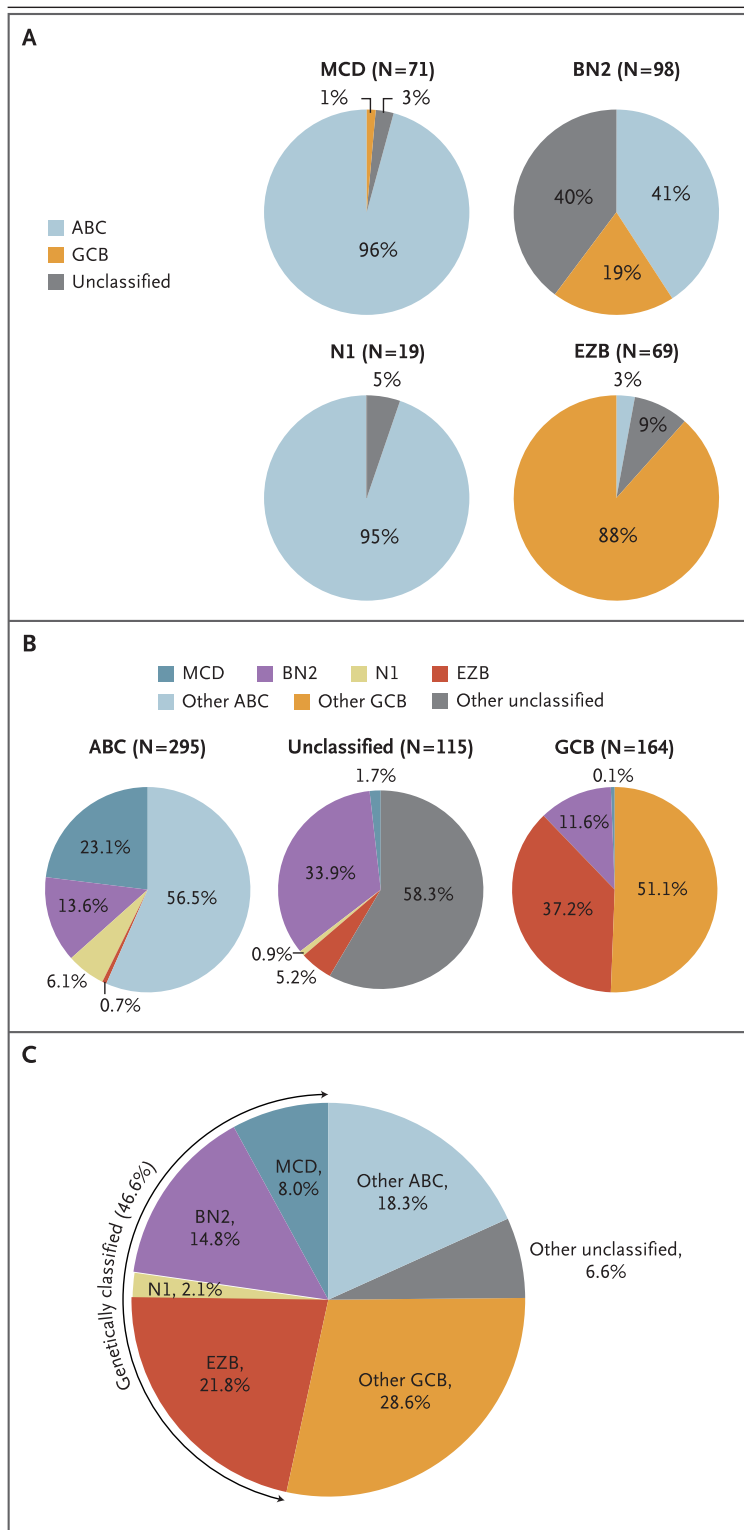 A
MCD (N=71)
1%
3%
96%
BN2 (N=98)
40%
41%
19%
ABC
GCB
Unclassified
N1 (N=19)
5%
95%
EZB (N=69)
3%
9%
88%
B
MCD
BN2
N1
EZB
Other ABC
Other GCB
Other unclassified
ABC (N=295)
23.1%
13.6%
56.5%
6.1%
0.7%
Unclassified (N=115)
1.7%
33.9%
58.3%
0.9%
5.2%
GCB (N=164)
0.1%
11.6%
37.2%
51.1%
C
Genetically classified (46.6%)
MCD,
8.0%
Other ABC,
18.3%
BN2,
14.8%
Other unclassified,
6.6%
N1, 2.1%
EZB,
21.8%
Other GCB,
28.6%